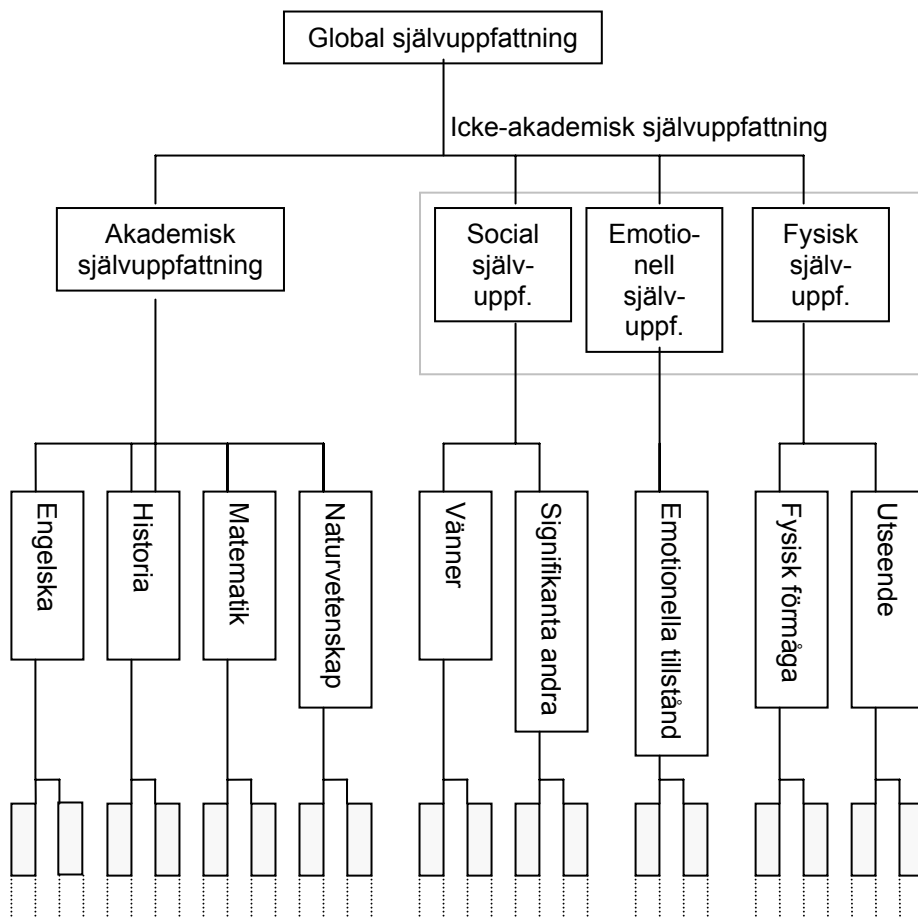 Global självuppfattning
Icke-akademisk självuppfattning
Akademisk
självuppfattning
Social
själv-
uppf.
Emotio-
nell
själv-
uppf.
Fysisk
själv-
uppf.
Engelska
Historia
Matematik
Naturvetenskap
Vänner
Signifikanta andra
Emotionella tillstånd
Fysisk förmåga
Utseende